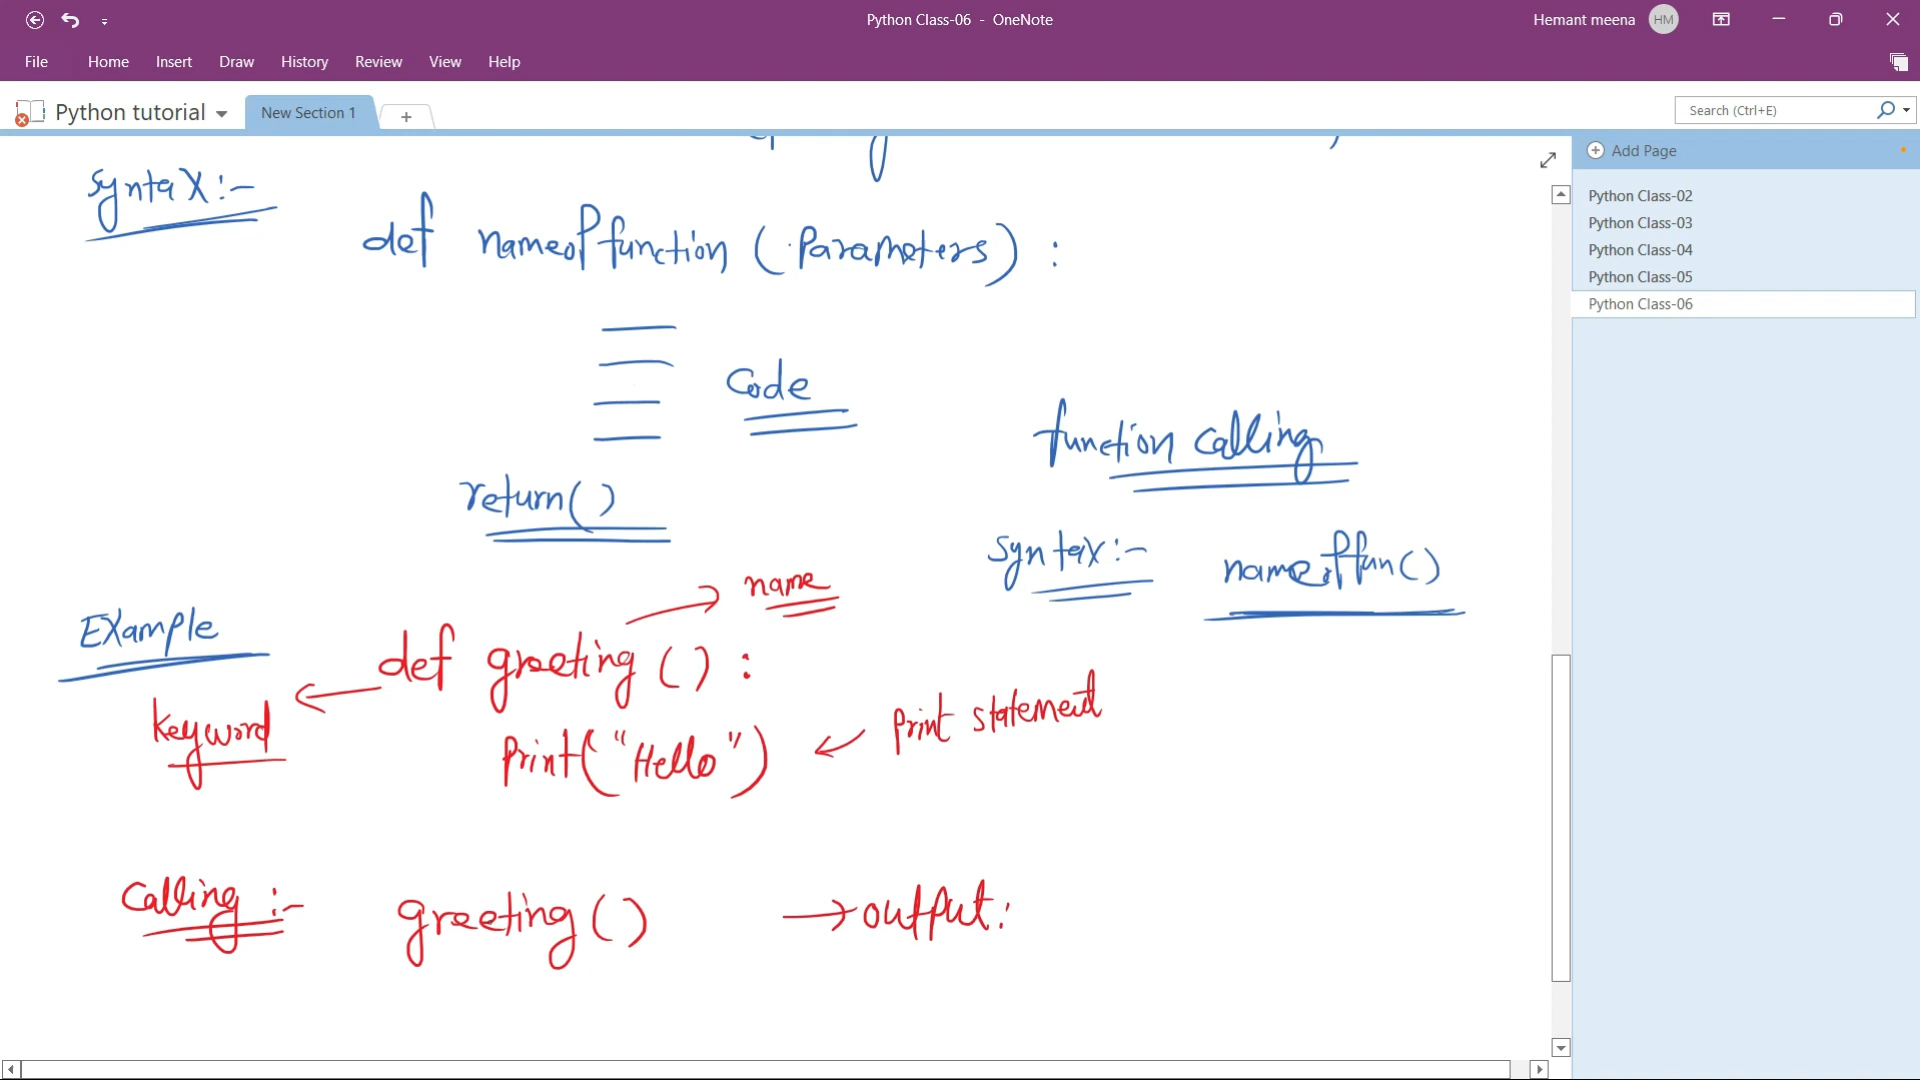 Python Class-06 - OneNote
Hemant meena HM
File Home Insert Draw History Review View Help
Python tutorial New Section 1 +
Search (Ctrl+E)
Add Page
Python Class-02
Python Class-03
Python Class-04
Python Class-05
Python Class-06
Syntax:-
def nameoffunction (Parameters) :
Code
function calling
return()
Syntax:- nameoffun()
name
Example
def greeting () :
keyword
Print statement
Print("Hello")
Calling :- greeting () → output: